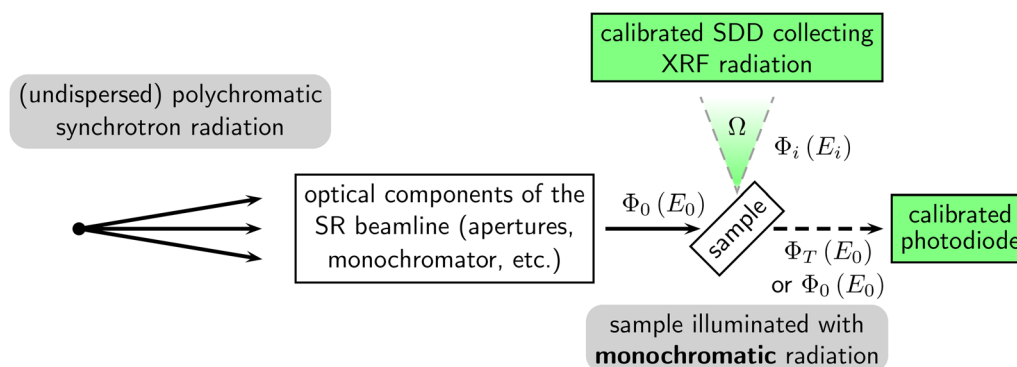 calibrated SDD collecting
XRF radiation
(undispersed) polychromatic
synchrotron radiation
Ω
Φi (Ei)
optical components of the
SR beamline (apertures,
monochromator, etc.)
Φ0 (E0)
sample
calibrated
photodiode
ΦT (E0)
or Φ0 (E0)
sample illuminated with
monochromatic radiation